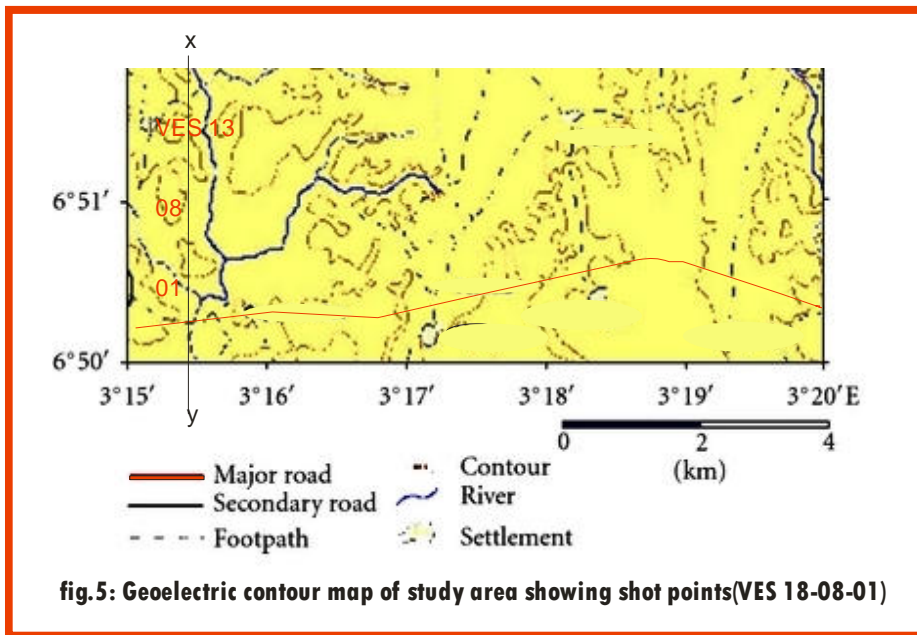 x
VES 13
6°51′
08
01
6°50′
3°15′ 3°16′ 3°17′ 3°18′ 3°19′ 3°20′E
y
0 2 4
(km)
Major road
Secondary road
Footpath
Contour
River
Settlement
fig.5: Geoelectric contour map of study area showing shot points(VES 18-08-01)